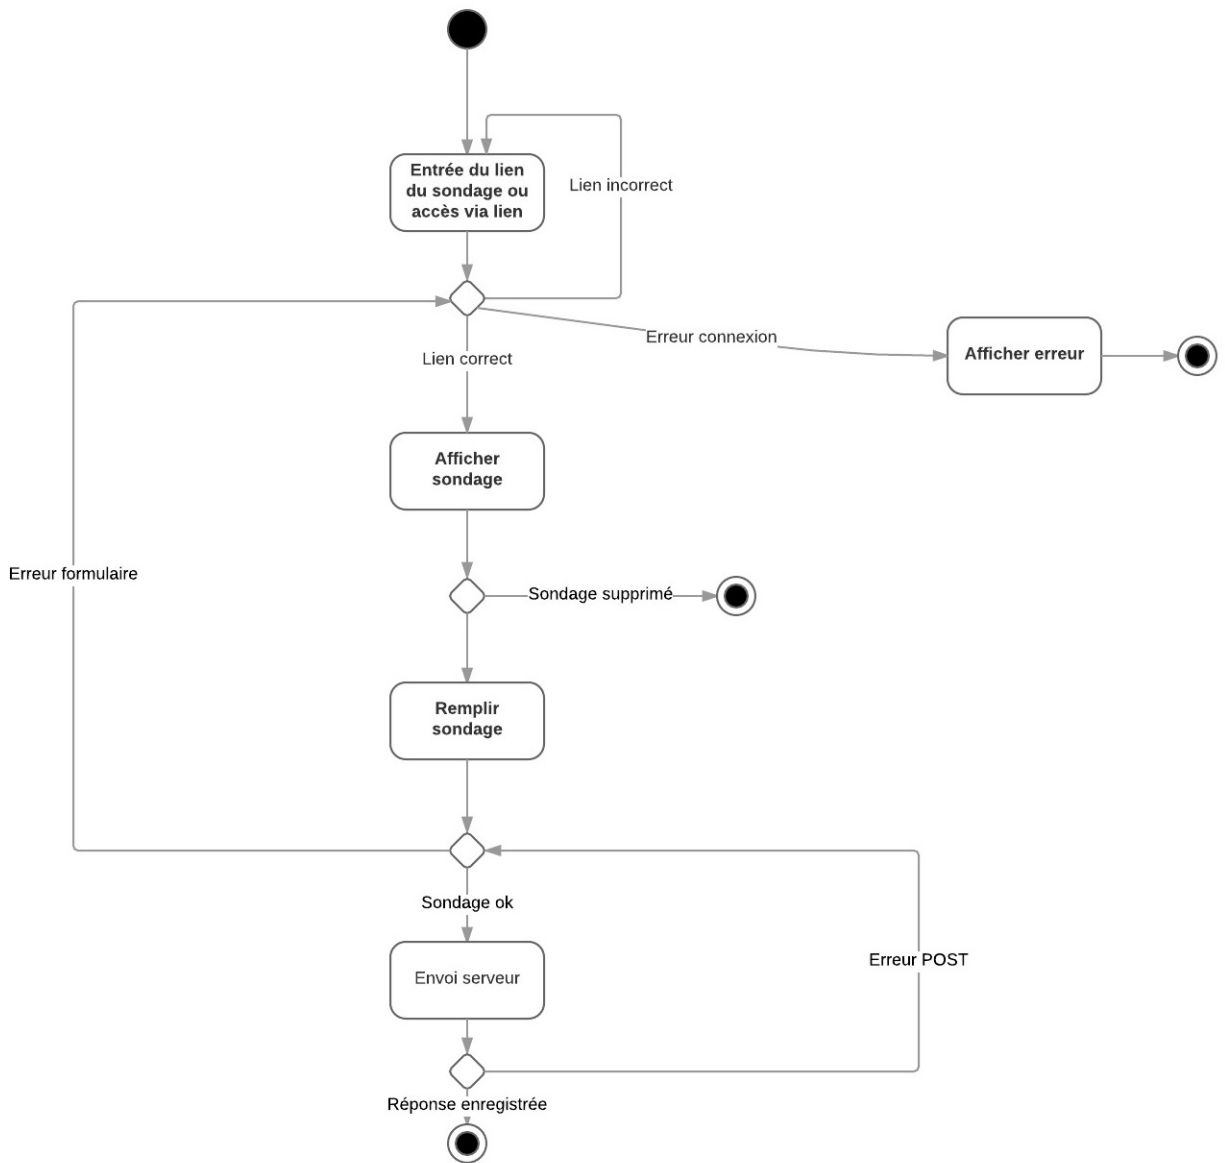 Entrée du lien
du sondage ou
accès via lien
Lien incorrect
Erreur connexion
Afficher erreur
Lien correct
Afficher
sondage
Erreur formulaire
Sondage supprimé
Remplir
sondage
Sondage ok
Erreur POST
Envoi serveur
Réponse enregistrée